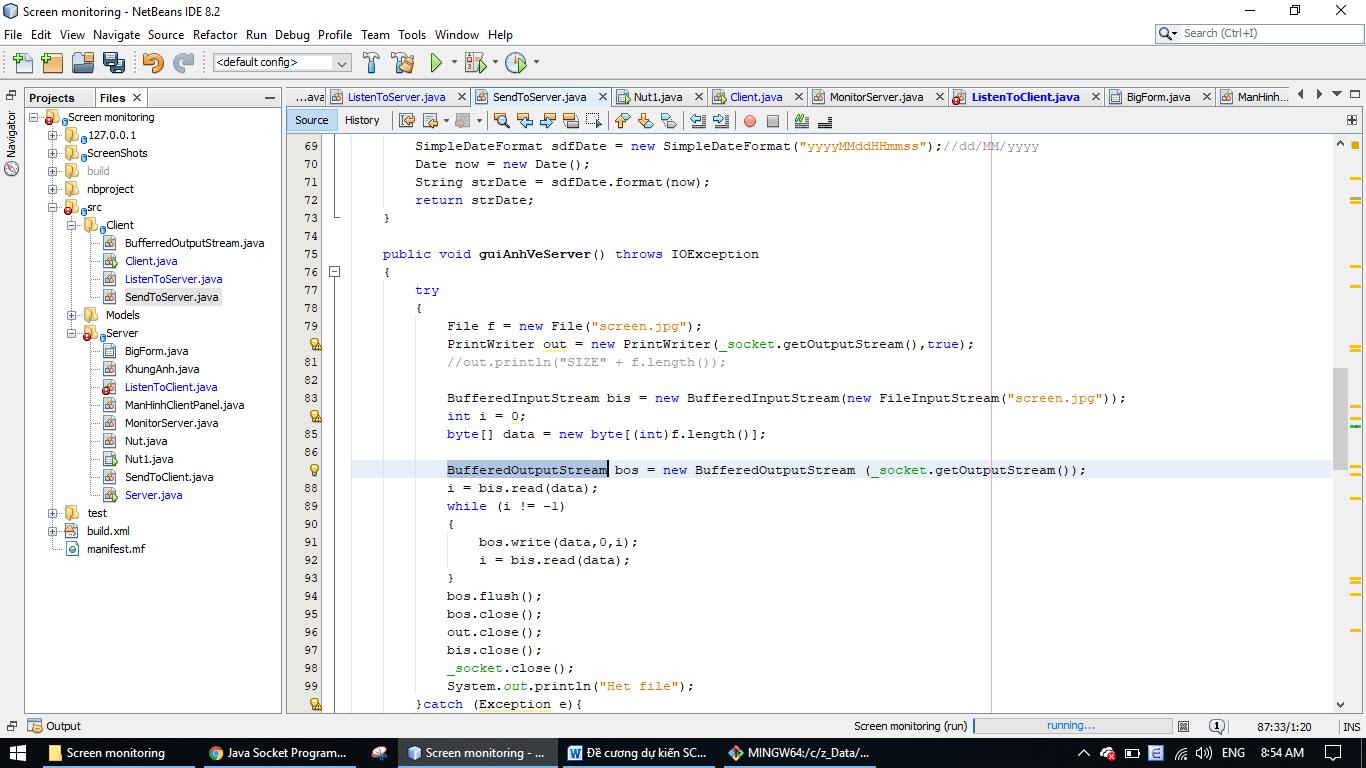 Screen monitoring - NetBeans IDE 8.2
File Edit View Navigate Source Refactor Run Debug Profile Team Tools Window Help
Search (Ctrl+I)
<default config>
Projects Files
...ava ListenToServer.java SendToServer.java Nut1.java Client.java MonitorServer.java ListenToClient.java BigForm.java ManHinh...
Source History
Navigator
Screen monitoring
127.0.0.1
ScreenShots
build
nbproject
src
Client
BufferredOutputStream.java
Client.java
ListenToServer.java
SendToServer.java
Models
Server
BigForm.java
KhungAnh.java
ListenToClient.java
ManHinhClientPanel.java
MonitorServer.java
Nut.java
Nut1.java
SendToClient.java
Server.java
test
build.xml
manifest.mf
69 SimpleDateFormat sdfDate = new SimpleDateFormat("yyyyMMddHHmmss");//dd/MM/yyyy
70 Date now = new Date();
71 String strDate = sdfDate.format(now);
72 return strDate;
73 }
74
75 public void guiAnhVeServer() throws IOException
76 {
77 try
78 {
79 File f = new File("screen.jpg");
PrintWriter out = new PrintWriter(_socket.getOutputStream(),true);
81 //out.println("SIZE" + f.length());
82
83 BufferedInputStream bis = new BufferedInputStream(new FileInputStream("screen.jpg"));
int i = 0;
85 byte[] data = new byte[(int)f.length()];
86
BufferedOutputStream bos = new BufferedOutputStream (_socket.getOutputStream());
88 i = bis.read(data);
89 while (i != -1)
90 {
91 bos.write(data,0,i);
92 i = bis.read(data);
93 }
94 bos.flush();
95 bos.close();
96 out.close();
97 bis.close();
98 _socket.close();
99 System.out.println("Het file");
}catch (Exception e){
Output
Screen monitoring (run) running... 1 87:33/1:20 INS
Screen monitoring Java Socket Program... Screen monitoring - ... Đề cương dự kiến SC... MINGW64:/c/z_Data/... ENG 8:54 AM